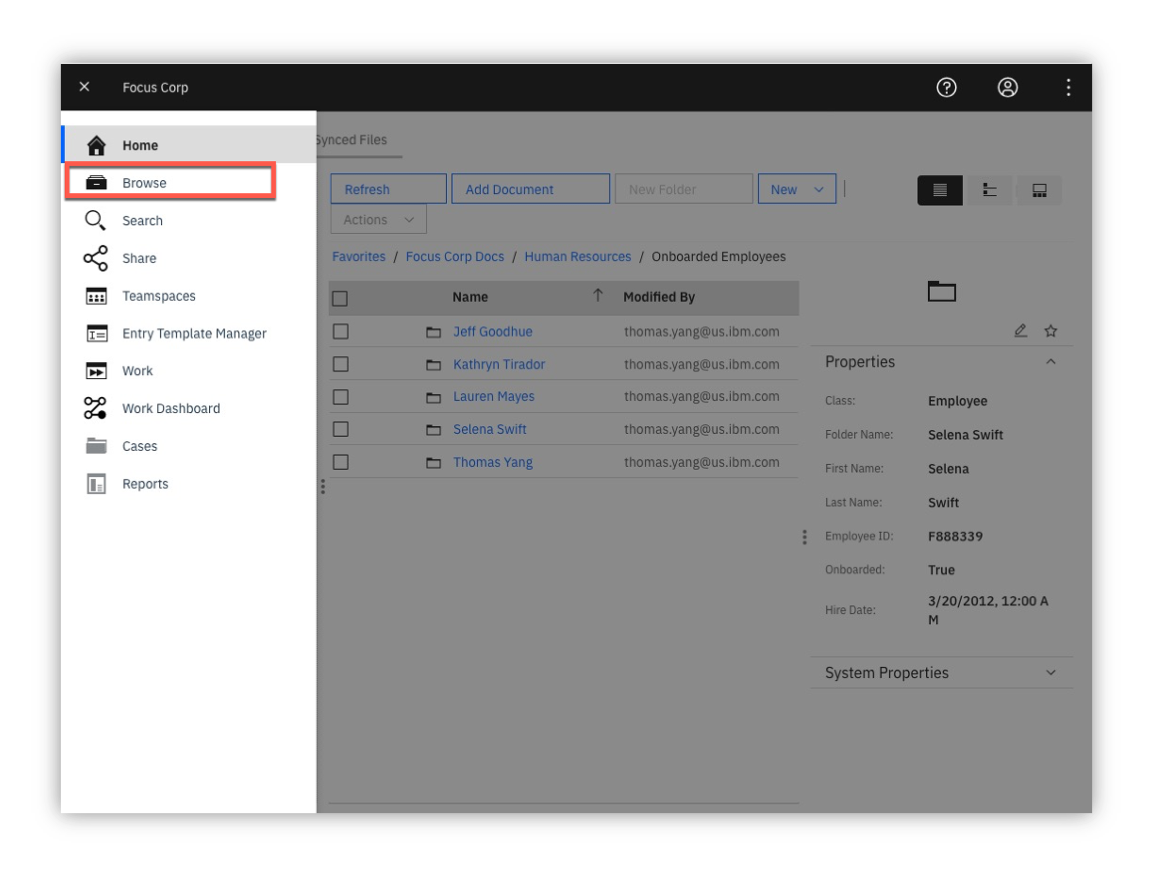 Focus Corp
Home
Browse
Search
Share
Teamspaces
Entry Template Manager
Work
Work Dashboard
Cases
Reports
Synced Files
Refresh Add Document New Folder New
Actions
Favorites / Focus Corp Docs / Human Resources / Onboarded Employees
Name Modified By
Jeff Goodhue thomas.yang@us.ibm.com
Kathryn Tirador thomas.yang@us.ibm.com
Lauren Mayes thomas.yang@us.ibm.com
Selena Swift thomas.yang@us.ibm.com
Thomas Yang thomas.yang@us.ibm.com
Properties
Class: Employee
Folder Name: Selena Swift
First Name: Selena
Last Name: Swift
Employee ID: F888339
Onboarded: True
Hire Date: 3/20/2012, 12:00 A
M
System Properties